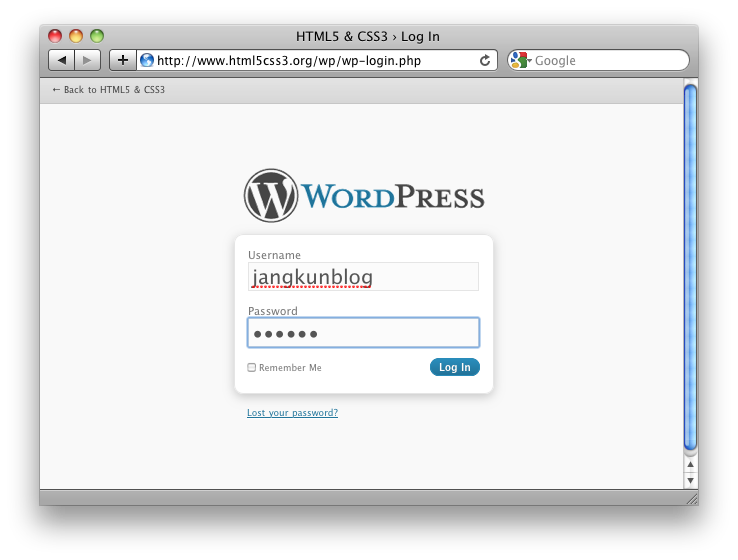 HTML5 & CSS3 › Log In
http://www.html5css3.org/wp/wp-login.php
Google
← Back to HTML5 & CSS3
WORDPRESS
Username
jangkunblog
Password
●●●●●●
Remember Me
Log In
Lost your password?